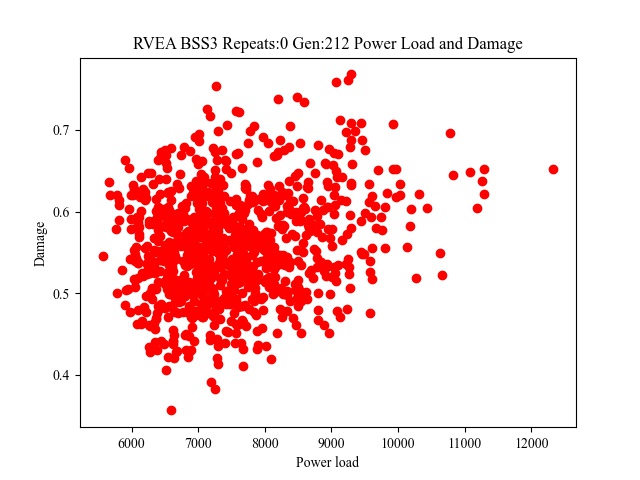 RVEA BSS3 Repeats:0 Gen:212 Power Load and Damage
0.7
0.6
0.5
0.4
Damage
6000 7000 8000 9000 10000 11000 12000
Power load